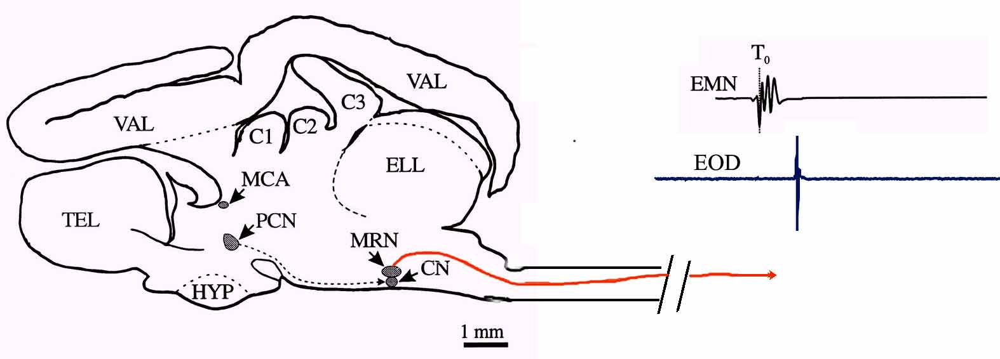 VAL
VAL
C1
C2
C3
ELL
MCA
TEL
PCN
MRN
CN
HYP
1 mm
T0
EMN
EOD